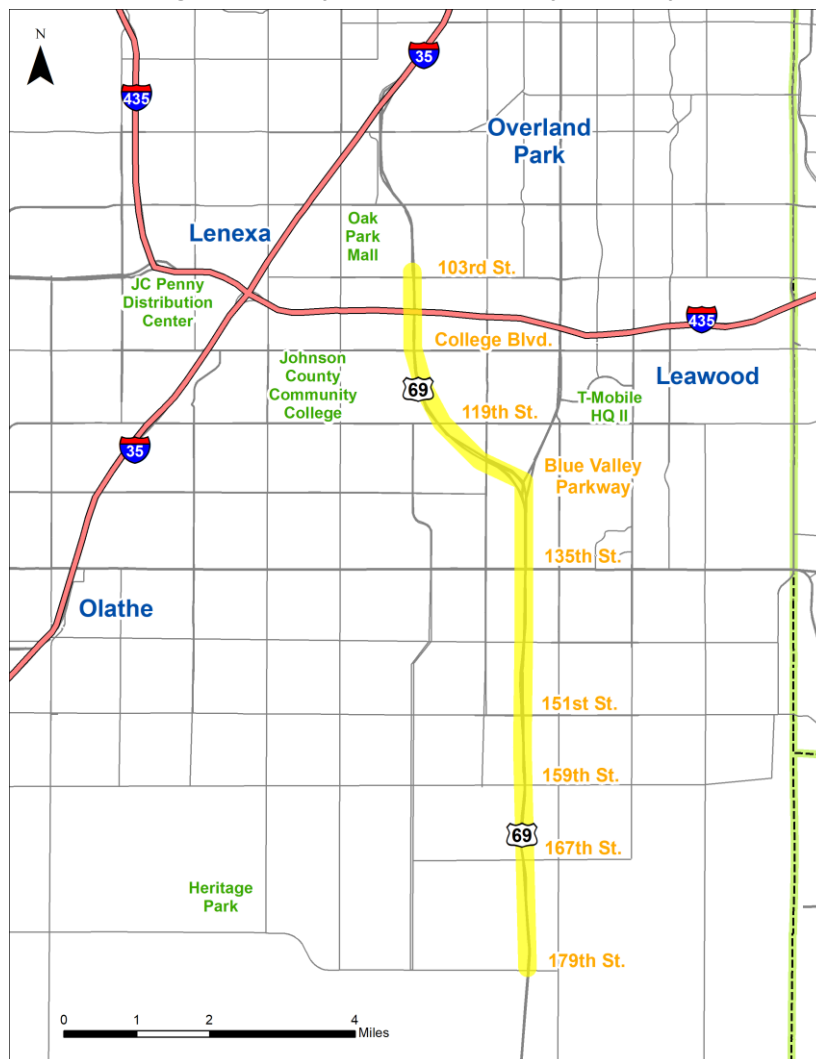 N
35
435
Overland
Park
Oak
Park
Mall
Lenexa
103rd St.
JC Penny
Distribution
Center
435
College Blvd.
Johnson
County
Community
College
Leawood
69
T-Mobile
HQ II
119th St.
35
Blue Valley
Parkway
135th St.
Olathe
151st St.
159th St.
69
167th St.
Heritage
Park
179th St.
0 1 2 4
Miles